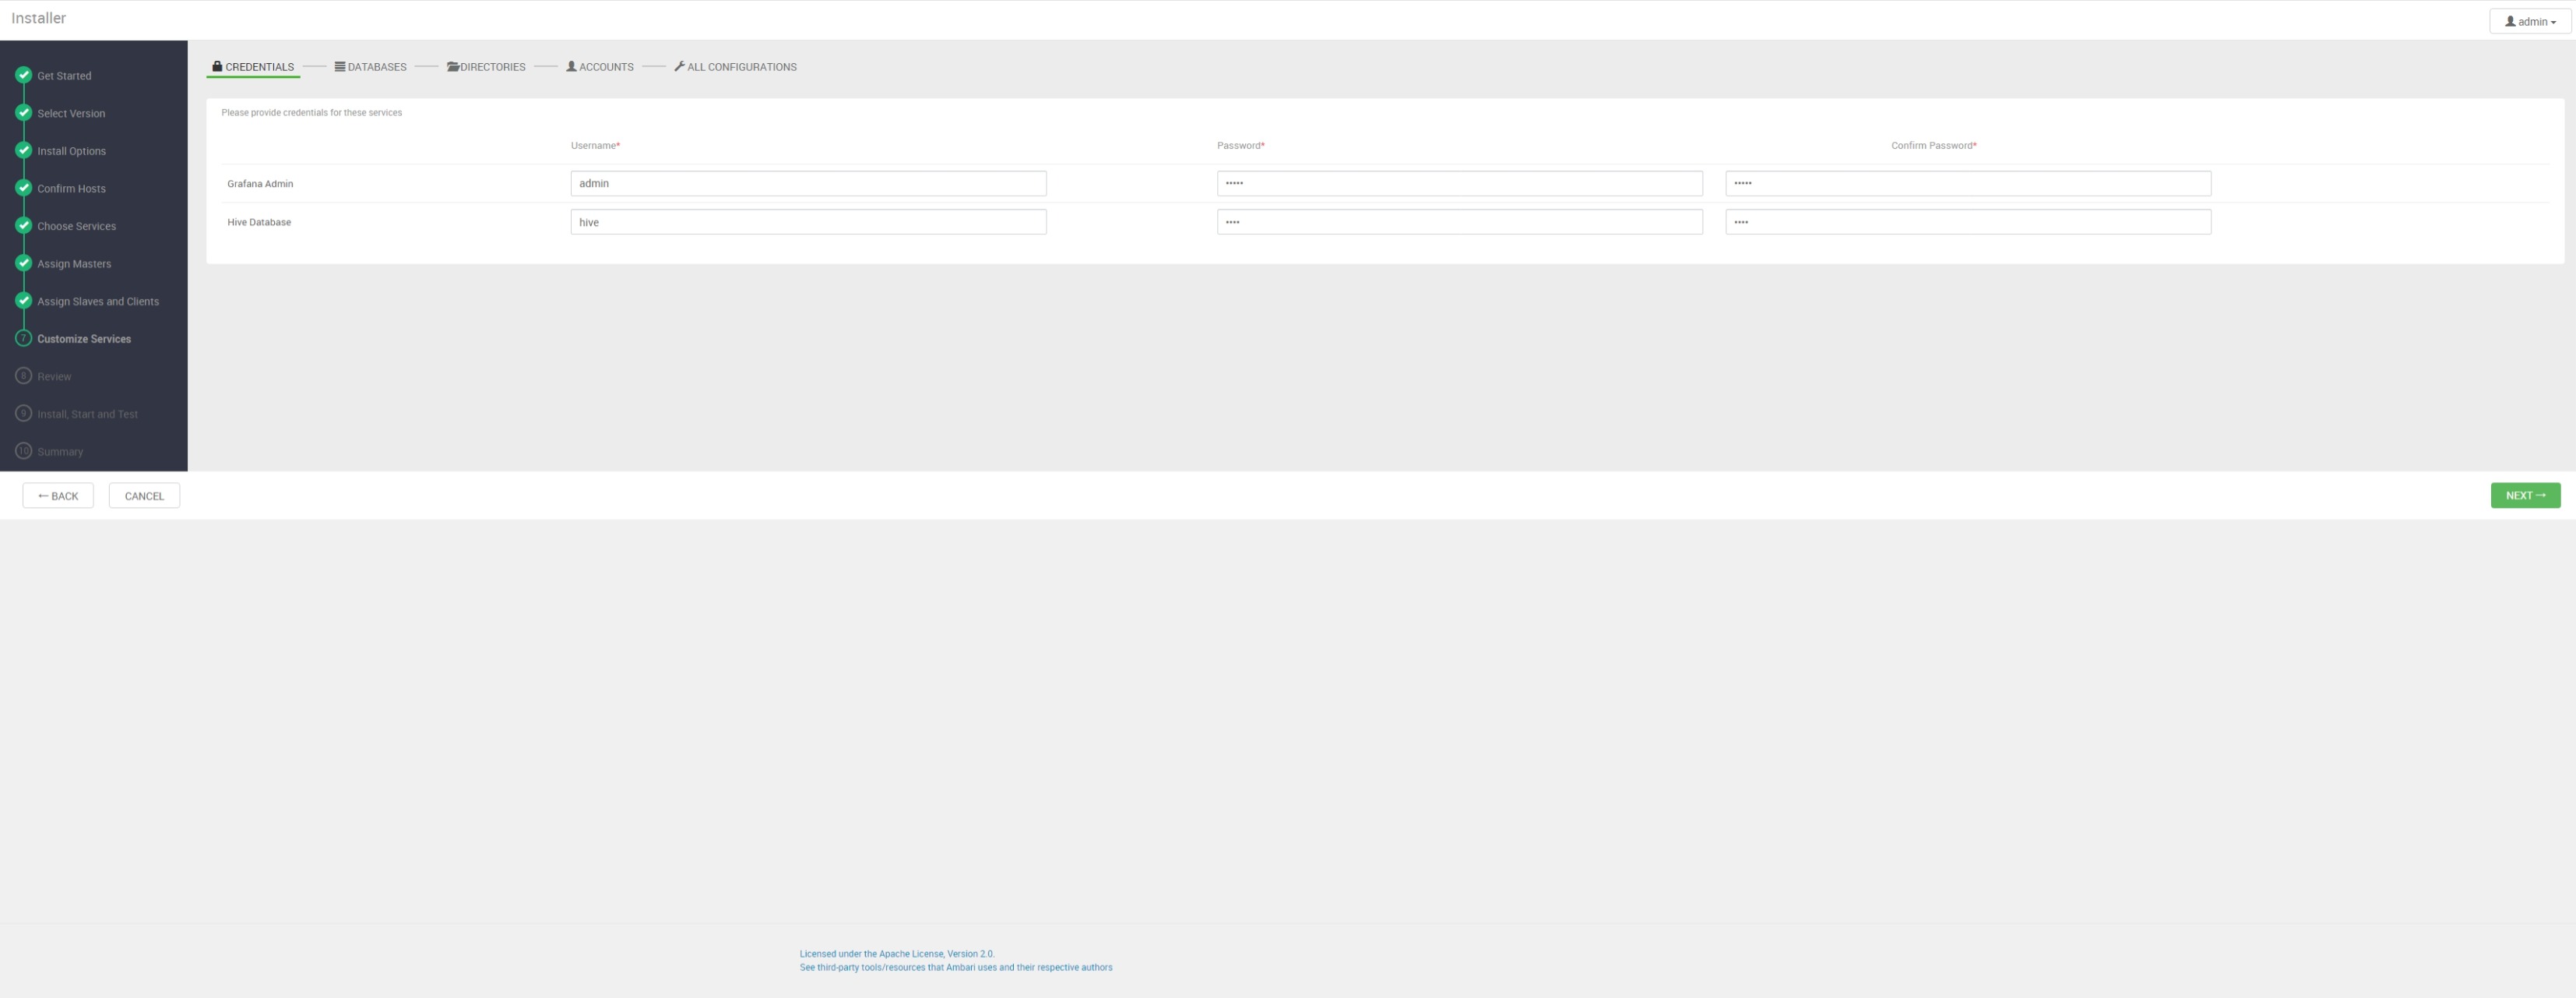 Installer
admin
CREDENTIALS DATABASES DIRECTORIES ACCOUNTS ALL CONFIGURATIONS
Get Started
Select Version
Install Options
Confirm Hosts
Choose Services
Assign Masters
Assign Slaves and Clients
7 Customize Services
8 Review
9 Install, Start and Test
10 Summary
Please provide credentials for these services
Username* Password* Confirm Password*
Grafana Admin admin ••••• •••••
Hive Database hive •••• ••••
← BACK CANCEL NEXT →
Licensed under the Apache License, Version 2.0.
See third-party tools/resources that Ambari uses and their respective authors